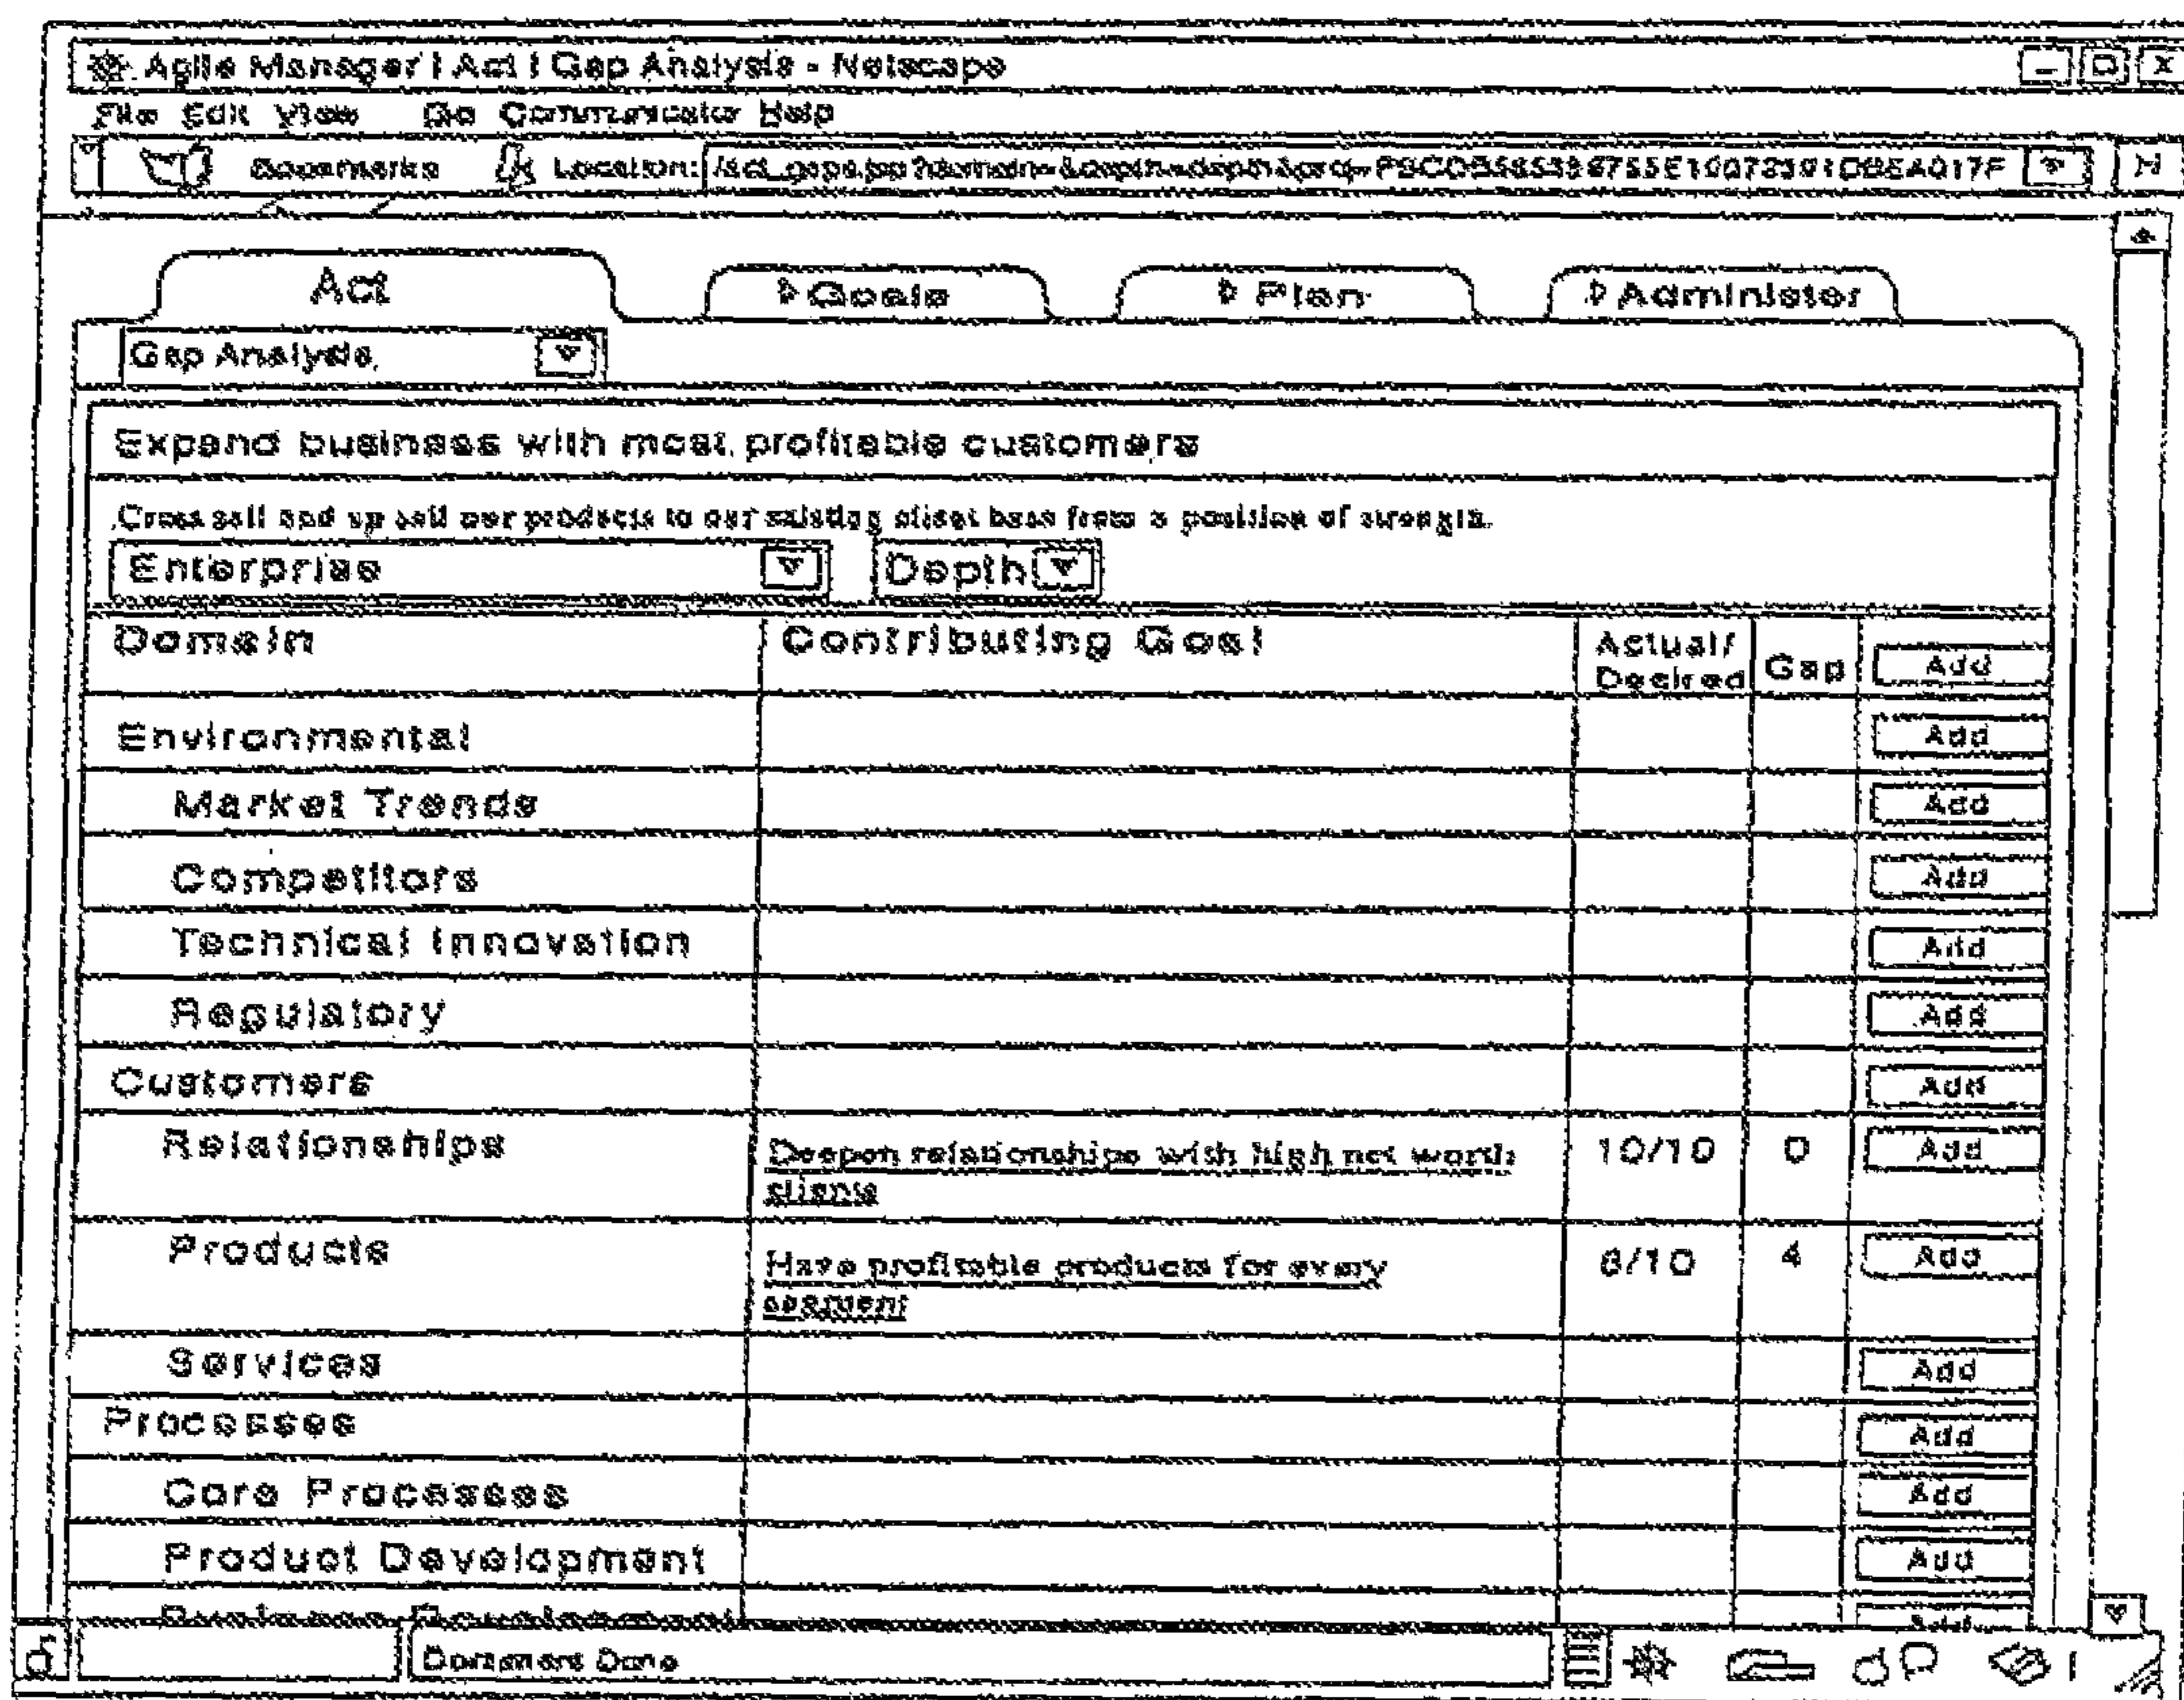 Agile Manager | Act | Gap Analysis - Netscape
File Edit View Go Communicator Help
Bookmarks Location:
Act Goals Plan Administer
Gap Analysis
Expand business with most profitable customers
Cross sell and up sell our products to our existing client base from a position of strength.
Enterprise Depth
Domain Contributing Goal Actual/ Desired Gap Add
Environmental Add
Market Trends Add
Competitors Add
Technical Innovation Add
Regulatory Add
Customers Add
Relationships Deepen relationships with high net worth 10/10 0 Add
clients
Products Have profitable products for every 6/10 4 Add
segment
Services Add
Processes Add
Core Processes Add
Product Development Add
Document Done